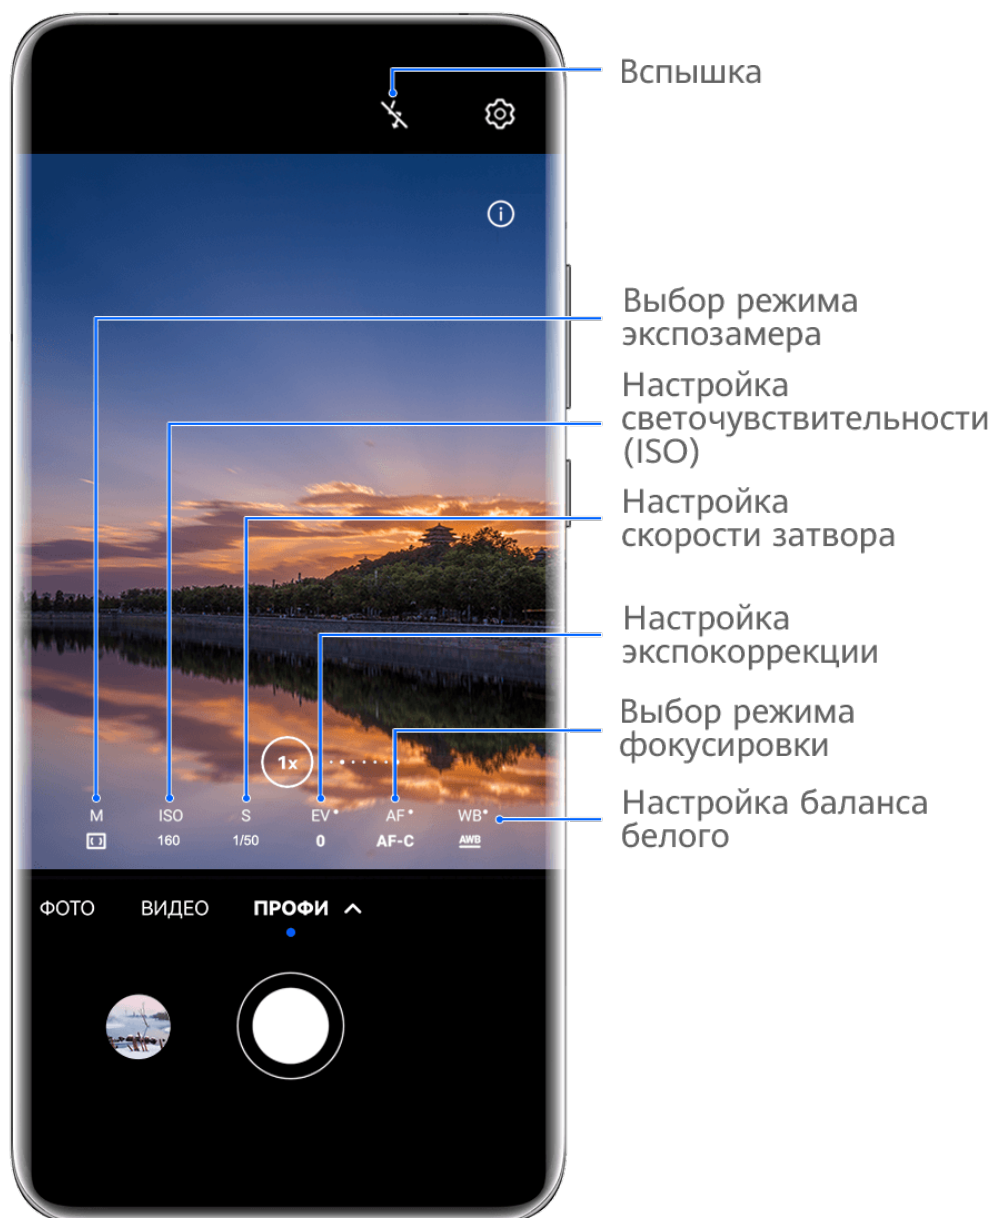 Вспышка
Выбор режима
экспозамера
Настройка
светочувствительности
(ISO)
Настройка
скорости затвора
Настройка
экспокоррекции
Выбор режима
фокусировки
Настройка баланса
белого
1x
M ISO S EV AF WB
160 1/50 0 AF-C AWB
ФОТО ВИДЕО ПРОФИ